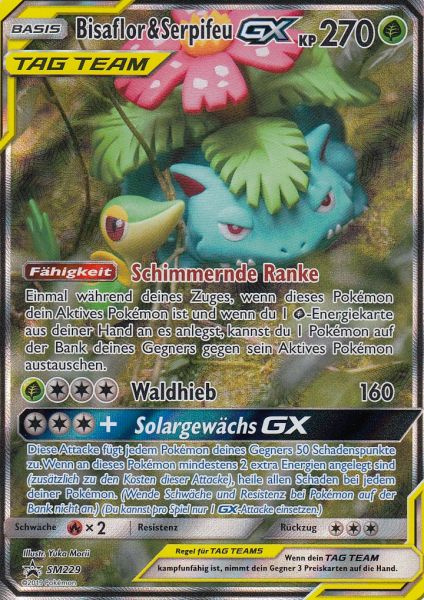 BASIS Bisaflor&Serpifeu GX KP 270
TAG TEAM
Fähigkeit Schimmernde Ranke
Einmal während deines Zuges, wenn dieses Pokémon
dein Aktives Pokémon ist und wenn du 1 -Energiekarte
aus deiner Hand an es anlegst, kannst du 1 Pokémon auf
der Bank deines Gegners gegen sein Aktives Pokémon
austauschen.
Waldhieb 160
+ Solargewächs GX
Diese Attacke fügt jedem Pokémon deines Gegners 50 Schadenspunkte
zu. Wenn an dieses Pokémon mindestens 2 extra Energien angelegt sind
(zusätzlich zu den Kosten dieser Attacke), heile allen Schaden bei jedem
deiner Pokémon. (Wende Schwäche und Resistenz bei Pokémon auf der
Bank nicht an.) (Du kannst pro Spiel nur 1 GX-Attacke einsetzen.)
Schwäche ×2 Resistenz Rückzug
Illustr. Yuka Morii
SM229
©2019 Pokémon
Regel für TAG TEAMS
Wenn dein TAG TEAM
kampfunfähig ist, nimmt dein Gegner 3 Preiskarten auf die Hand.